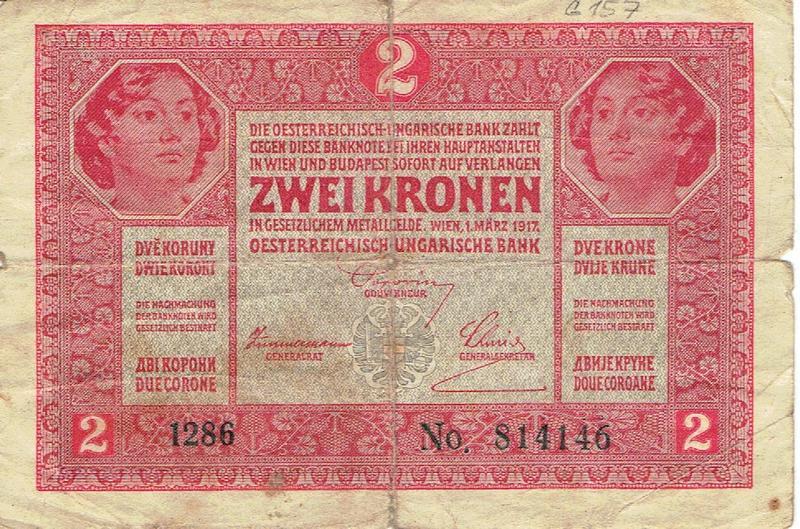 G 157
2
DIE OESTERREICHISCH-UNGARISCHE BANK ZAHLT
GEGEN DIESE BANKNOTE BEI IHREN HAUPTANSTALTEN
IN WIEN UND BUDAPEST SOFORT AUF VERLANGEN
ZWEI KRONEN
IN GESETZLICHEM METALLGELDE. WIEN, 1. MÄRZ 1917.
OESTERREICHISCH-UNGARISCHE BANK
DVĚ KORUNY
DWIE KORONY
DIE NACHMACHUNG
DER BANKNOTEN WIRD
GESETZLICH BESTRAFT
ДВІ КОРОНИ
DUE CORONE
GOUVERNEUR
Zimmermann
GENERALRAT
GENERALSEKRETÄR
DVE KRONE
DVIJE KRUNE
DIE NACHMACHUNG
DER BANKNOTEN WIRD
GESETZLICH BESTRAFT
ДВИЈЕ КРУНЕ
DOUE COROANE
2
1286
No. 814146
2